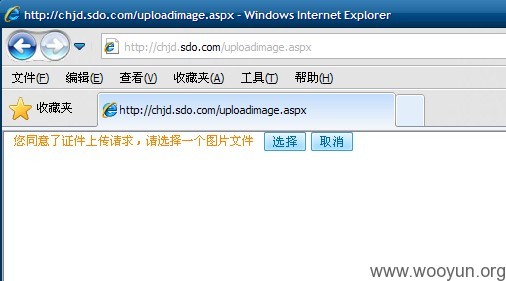 http://chjd.sdo.com/uploadimage.aspx - Windows Internet Explorer
http://chjd.sdo.com/uploadimage.aspx
文件(F) 编辑(E) 查看(V) 收藏夹(A) 工具(T) 帮助(H)
收藏夹 http://chjd.sdo.com/uploadimage.aspx
您同意了证件上传请求，请选择一个图片文件 选择 取消
www.wooyun.org